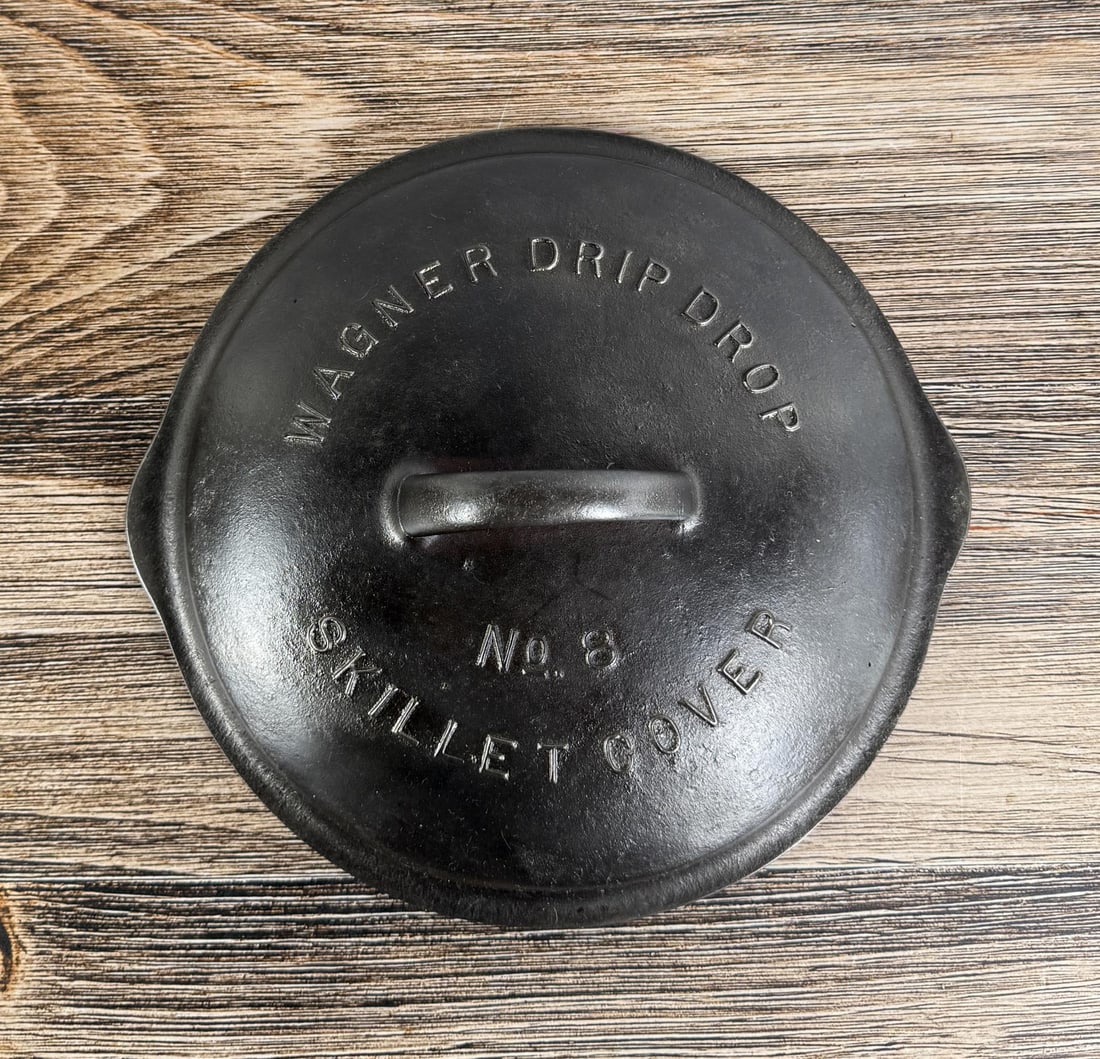 WAGNER DRIP DROP
No. 8
SKILLET COVER